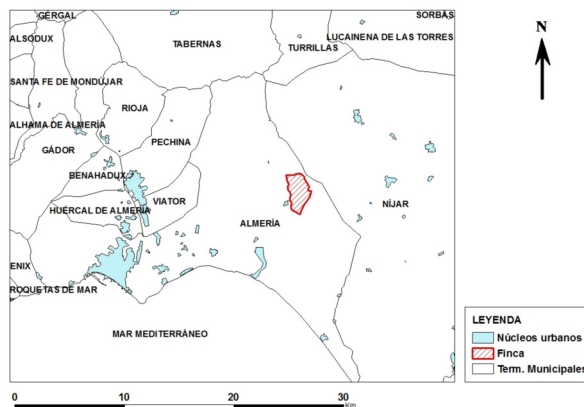 GÉRGAL
SORBAS
ALSODUX
TABERNAS
TURRILLAS
LUCAINENA DE LAS TORRES
SANTA FE DE MONDÚJAR
RIOJA
ALHAMA DE ALMERÍA
PECHINA
GÁDOR
BENAHADUX
HUÉRCAL DE ALMERÍA
VIATOR
NÍJAR
ALMERÍA
ENIX
ROQUETAS DE MAR
MAR MEDITERRÁNEO
N
LEYENDA
Núcleos urbanos
Finca
Term. Municipales
0 10 20 30
Km